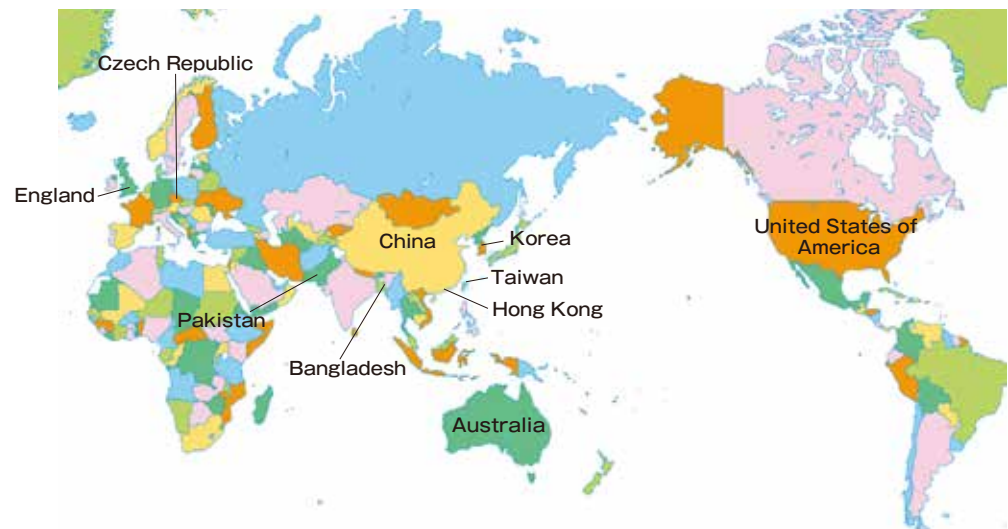 Czech Republic
England
China
Korea
United States of
America
Taiwan
Hong Kong
Pakistan
Bangladesh
Australia